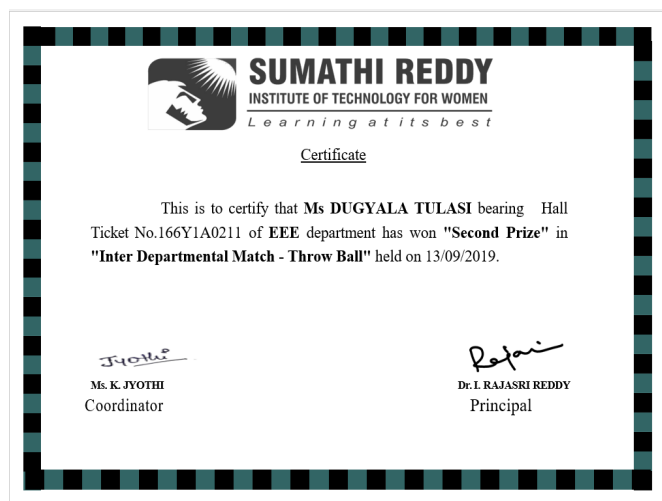 SUMATHI REDDY
INSTITUTE OF TECHNOLOGY FOR WOMEN
Learning at its best
Certificate
This is to certify that Ms DUGYALA TULASI bearing Hall
Ticket No.166Y1A0211 of EEE department has won "Second Prize" in
"Inter Departmental Match - Throw Ball" held on 13/09/2019.
Jyothi
Rajasri
Ms. K. JYOTHI
Dr. I. RAJASRI REDDY
Coordinator
Principal